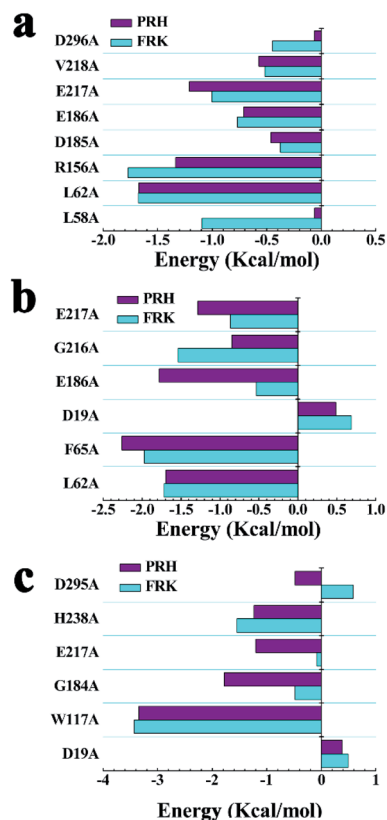 a
PRH
FRK
D296A
V218A
E217A
E186A
D185A
R156A
L62A
L58A
-2.0 -1.5 -1.0 -0.5 0.0 0.5
Energy (Kcal/mol)
b
PRH
FRK
E217A
G216A
E186A
D19A
F65A
L62A
-2.5 -2.0 -1.5 -1.0 -0.5 0.0 0.5 1.0
Energy (Kcal/mol)
c
PRH
FRK
D295A
H238A
E217A
G184A
W117A
D19A
-4 -3 -2 -1 0 1
Energy (Kcal/mol)